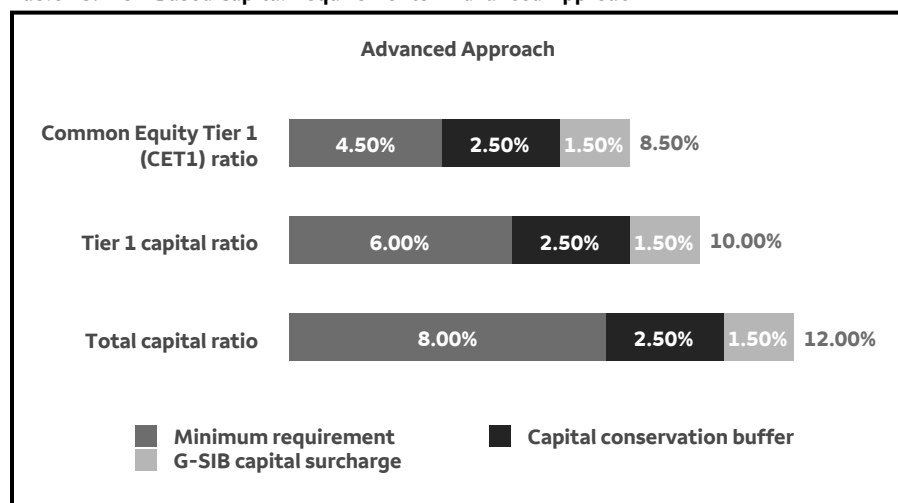 Advanced Approach
Common Equity Tier 1
(CET1) ratio
4.50% 2.50% 1.50% 8.50%
Tier 1 capital ratio
6.00% 2.50% 1.50% 10.00%
Total capital ratio
8.00% 2.50% 1.50% 12.00%
Minimum requirement
Capital conservation buffer
G-SIB capital surcharge